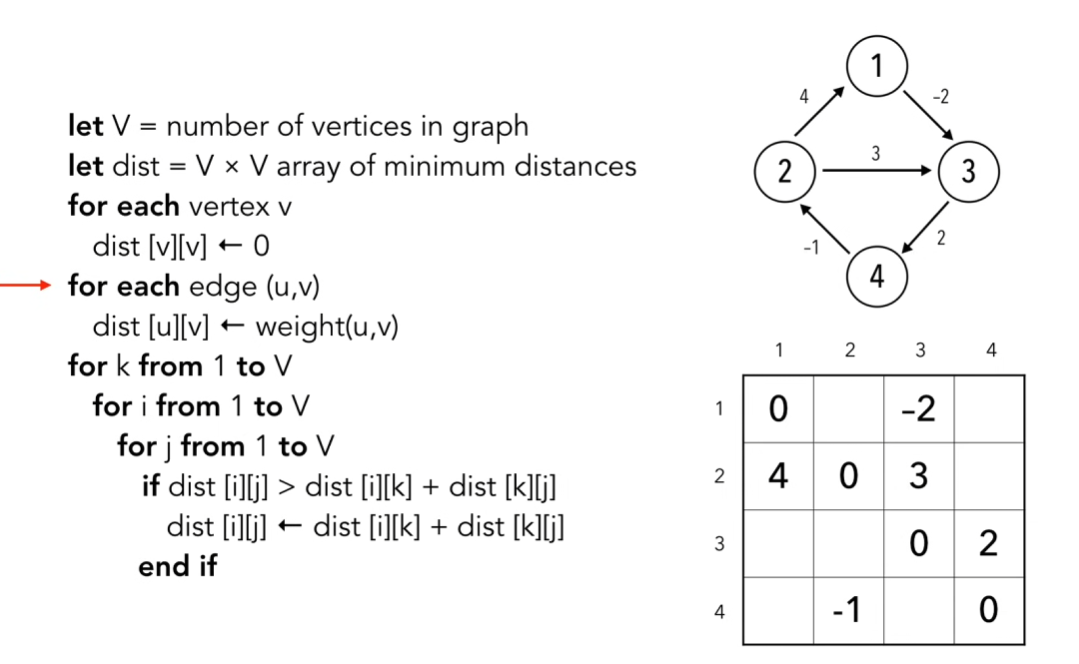 let V = number of vertices in graph
let dist = V × V array of minimum distances
for each vertex v
dist [v][v] ← 0
for each edge (u,v)
dist [u][v] ← weight(u,v)
for k from 1 to V
for i from 1 to V
for j from 1 to V
if dist [i][j] > dist [i][k] + dist [k][j]
dist [i][j] ← dist [i][k] + dist [k][j]
end if
1
4 -2
2 3 3
-1 2
4
1 2 3 4
1 0 -2
2 4 0 3
3 0 2
4 -1 0